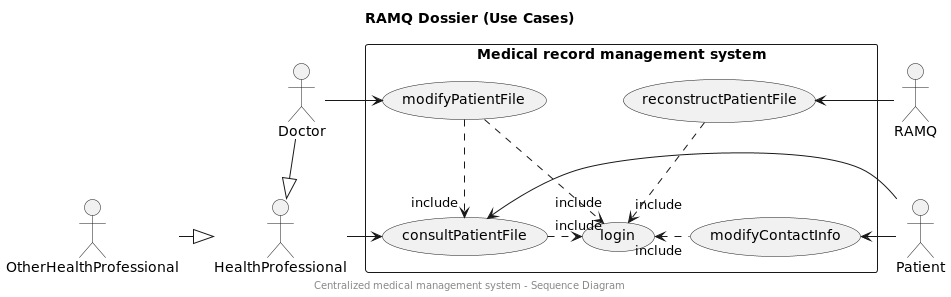 RAMQ Dossier (Use Cases)
Medical record management system
modifyPatientFile
reconstructPatientFile
Doctor
RAMQ
include
include
include
include
include
consultPatientFile
login
modifyContactInfo
OtherHealthProfessional
HealthProfessional
Patient
Centralized medical management system - Sequence Diagram